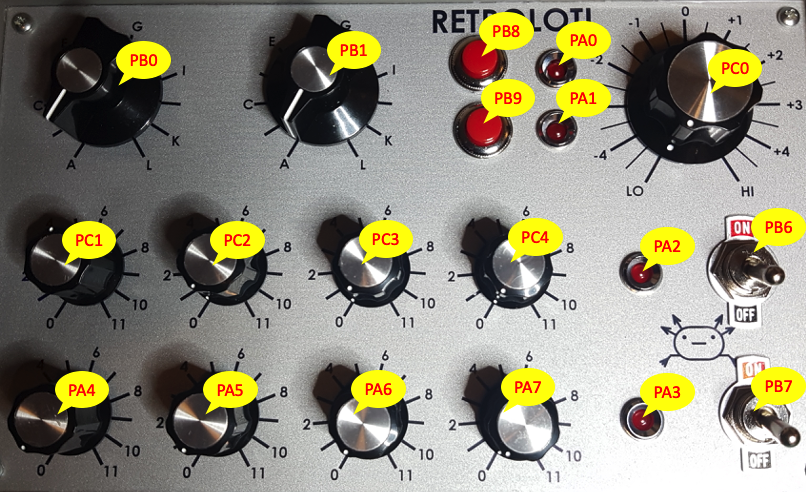 RETROLOTI
PB0
G
E
I
C
K
A
L
PB1
G
E
I
C
K
A
L
PB8
PA0
PB9
PA1
-1
0
+1
-2
+2
PC0
+3
-4
+4
LO
HI
PC1
6
8
2
10
0
11
PC2
6
8
2
10
0
11
PC3
6
8
2
10
0
11
PC4
6
8
2
10
0
11
PA2
ON
PB6
OFF
PA4
6
8
10
0
11
PA5
6
8
2
10
0
11
PA6
4
6
8
2
10
0
11
PA7
4
6
8
2
10
0
11
PA3
ON
PB7
OFF